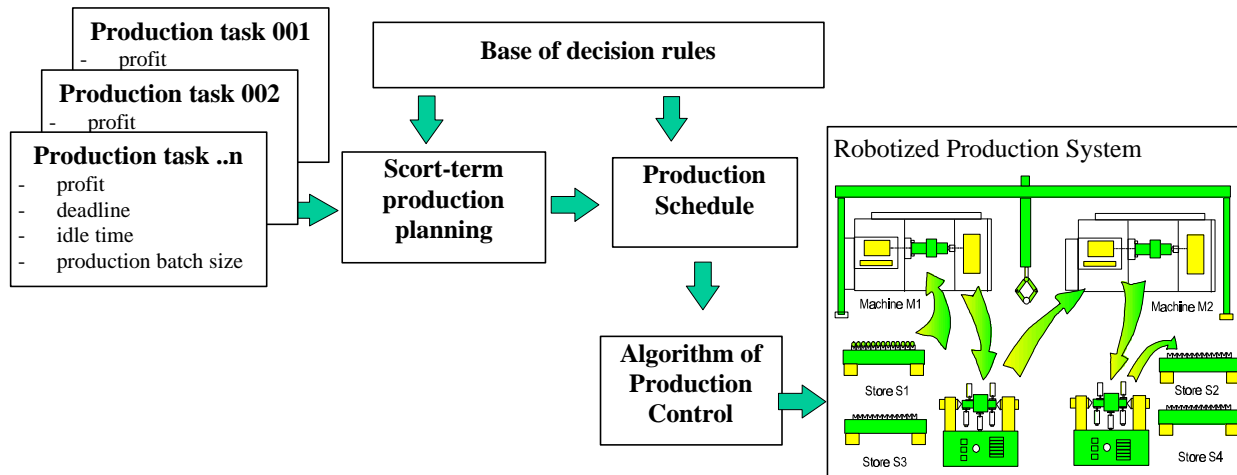 Production task 001
- profit
Production task 002
- profit
Production task ..n
- profit
- deadline
- idle time
- production batch size
Base of decision rules
Scort-term
production
planning
Production
Schedule
Algorithm of
Production
Control
Robotized Production System
Machine M1
Machine M2
Store S1
Store S2
Store S3
Store S4